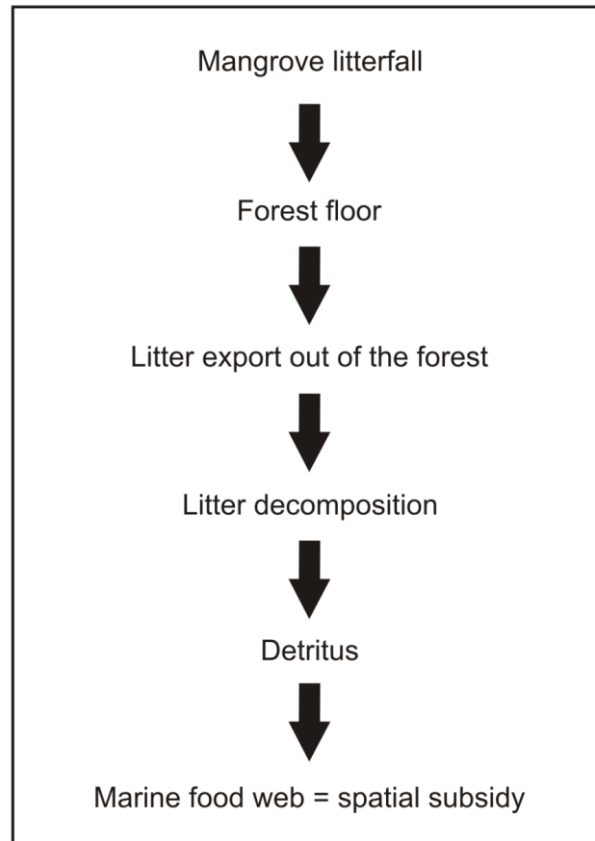 Mangrove litterfall
Forest floor
Litter export out of the forest
Litter decomposition
Detritus
Marine food web = spatial subsidy